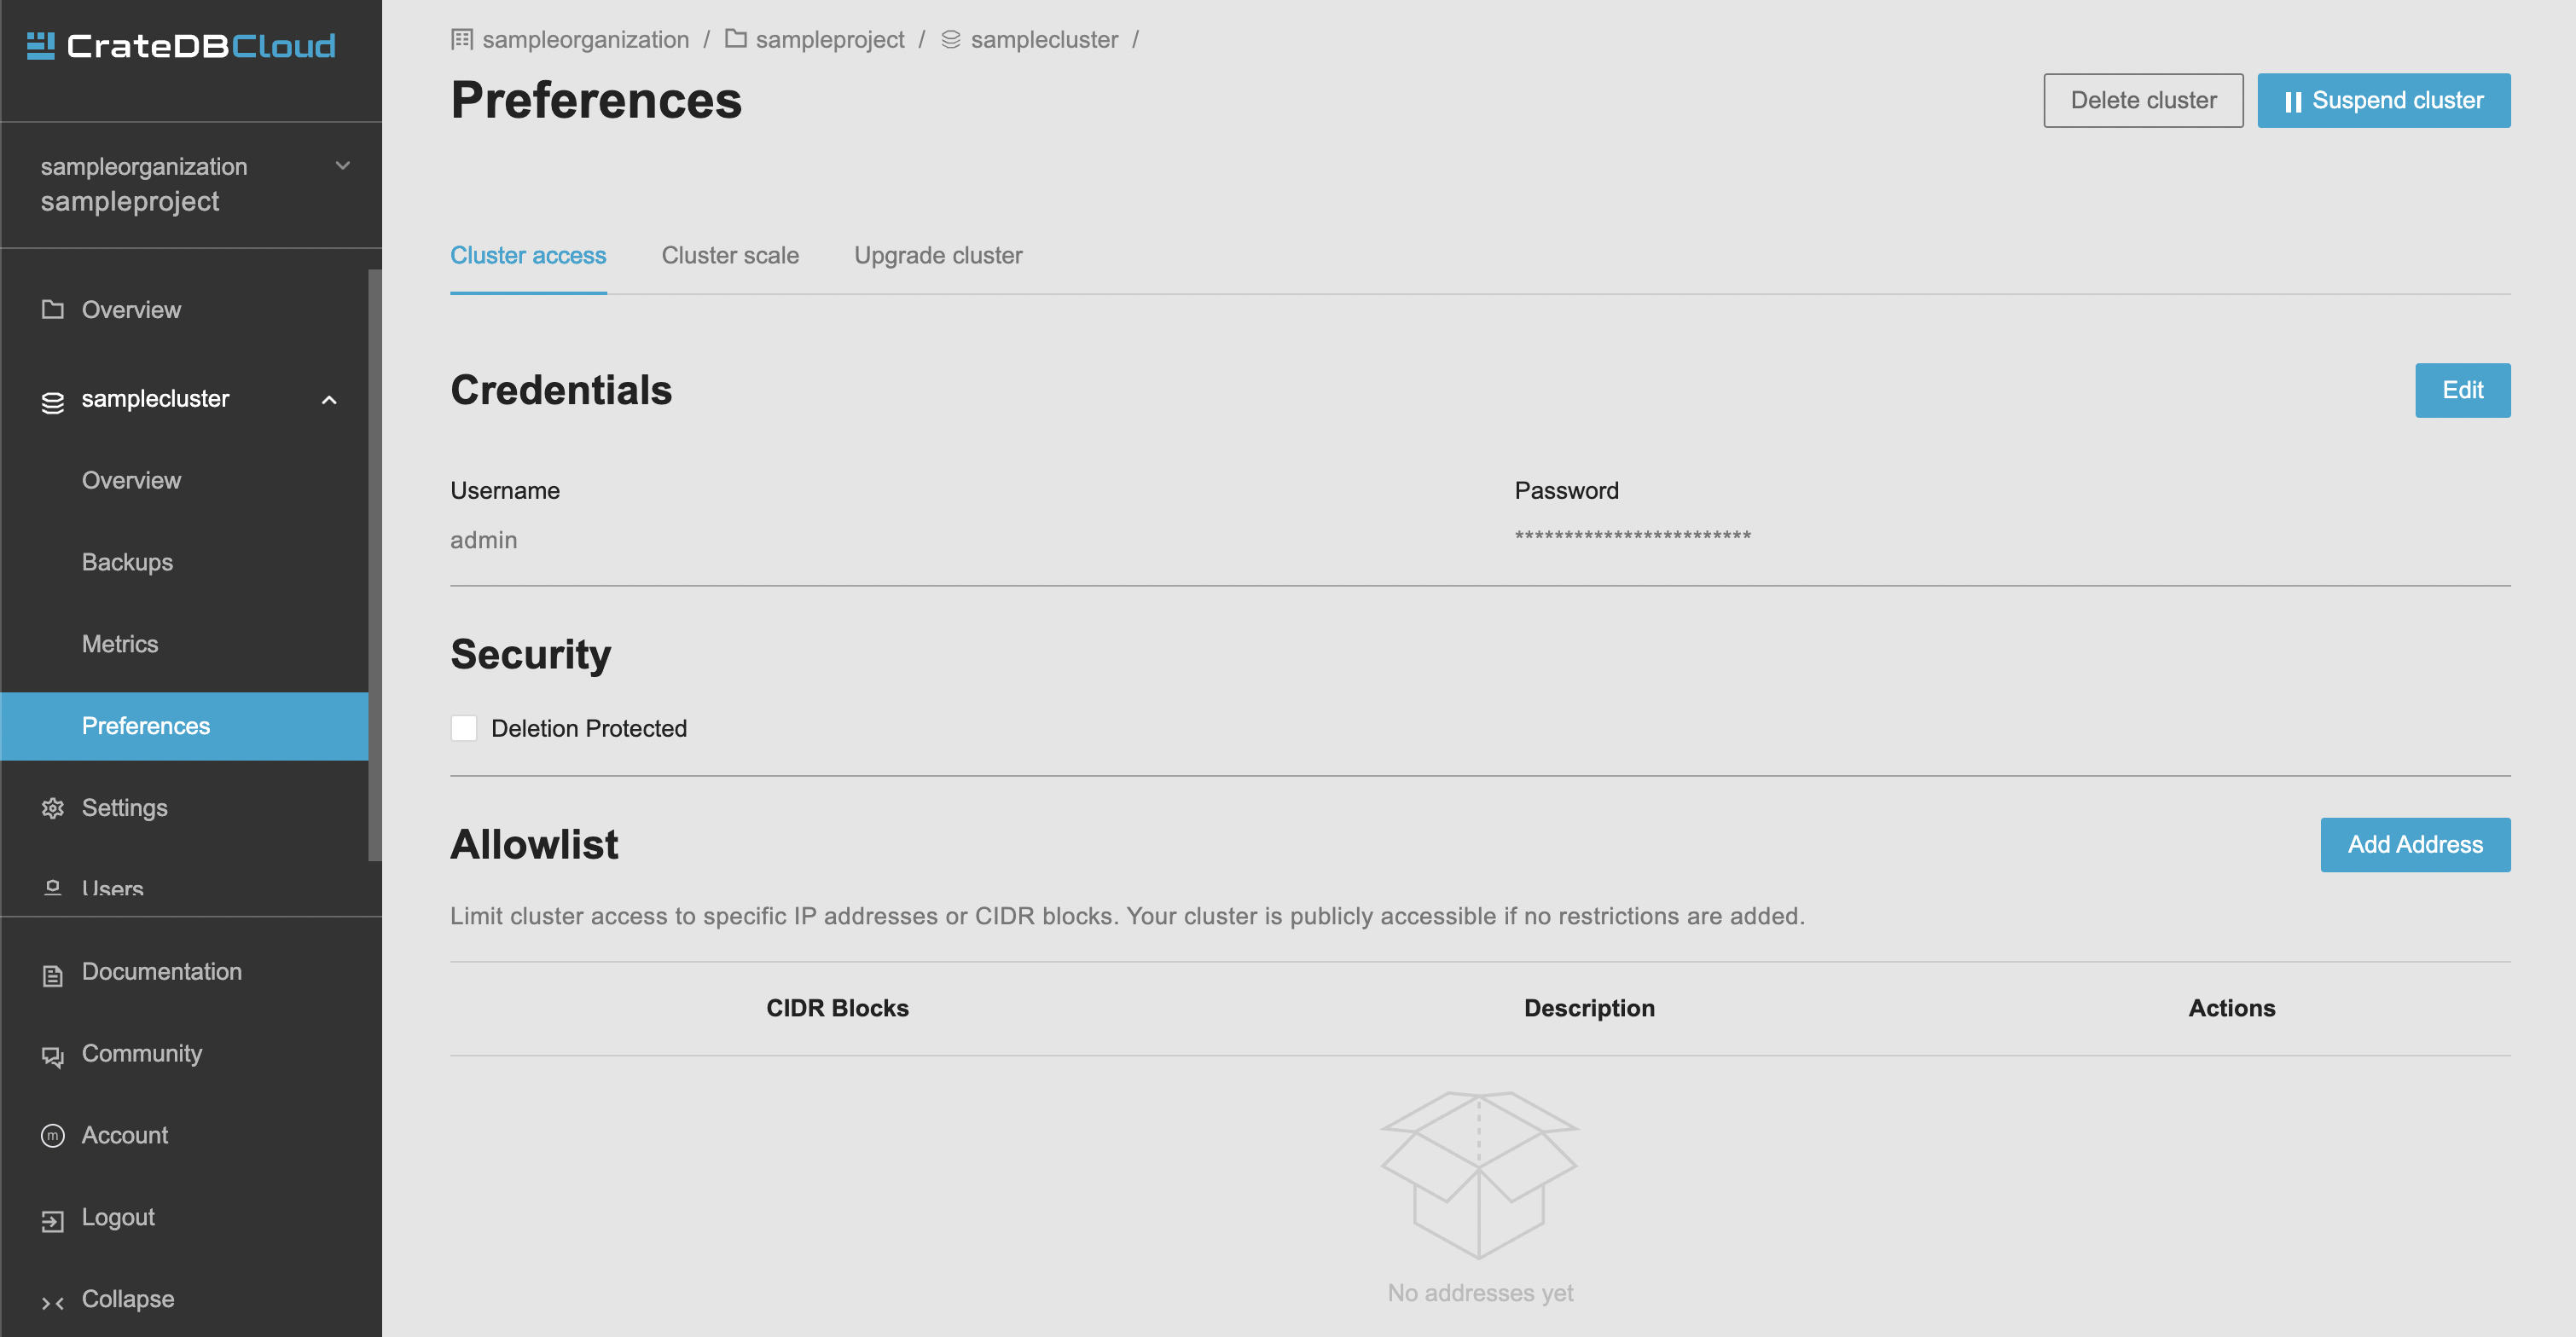 CrateDBCloud
sampleorganization
sampleproject
Overview
samplecluster
Overview
Backups
Metrics
Preferences
Settings
Users
Documentation
Community
m
Account
Logout
Collapse
sampleorganization / sampleproject / samplecluster /
Preferences
Delete cluster
Suspend cluster
Cluster access
Cluster scale
Upgrade cluster
Credentials
Edit
Username
Password
admin
************************
Security
Deletion Protected
Allowlist
Add Address
Limit cluster access to specific IP addresses or CIDR blocks. Your cluster is publicly accessible if no restrictions are added.
CIDR Blocks
Description
Actions
No addresses yet